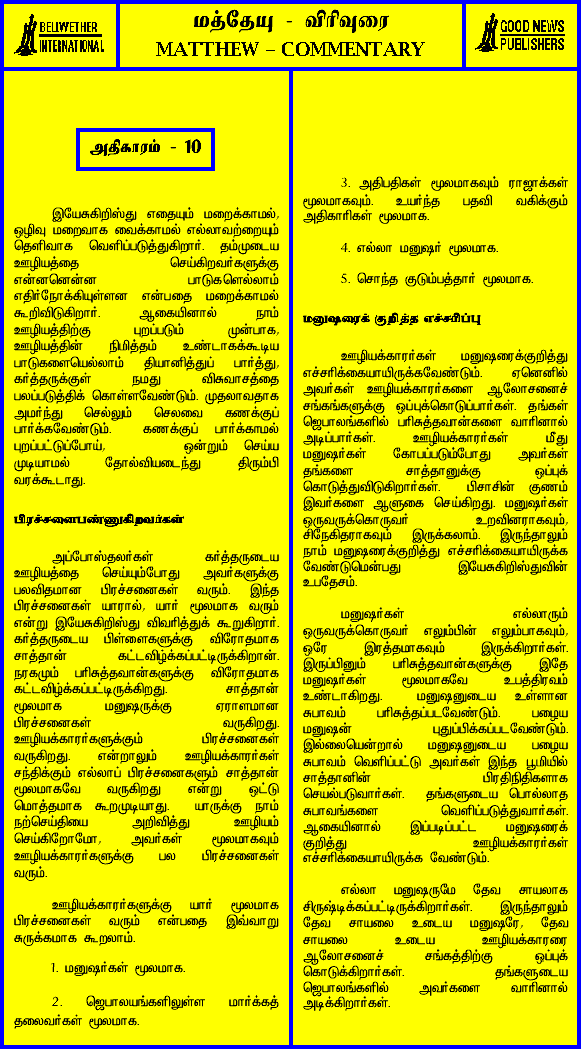 BELLWETHER
INTERNATIONAL
மத்தேயு - விரிவுரை
MATTHEW – COMMENTARY
GOOD NEWS
PUBLISHERS
அதிகாரம் - 10
இயேசுகிறிஸ்து எதையும் மறைக்காமல்,
ஒழிவு மறைவாக வைக்காமல் எல்லாவற்றையும்
தெளிவாக வெளிப்படுத்துகிறார். தம்முடைய
ஊழியத்தை செய்கிறவர்களுக்கு
என்னனென்ன பாடுகளெல்லாம்
எதிர்நோக்கியுள்ளன என்பதை மறைக்காமல்
கூறிவிடுகிறார். ஆகையினால் நாம்
ஊழியத்திற்கு புறப்படும் முன்பாக,
ஊழியத்தின் நிமித்தம் உண்டாகக்கூடிய
பாடுகளையெல்லாம் தியானித்துப் பார்த்து,
கர்த்தருக்குள் நமது விசுவாசத்தை
பலப்படுத்திக் கொள்ளவேண்டும். முதலாவதாக
அமர்ந்து செல்லும் செலவை கணக்குப்
பார்க்கவேண்டும். கணக்குப் பார்க்காமல்
புறப்பட்டுப்போய், ஒன்றும் செய்ய
முடியாமல் தோல்வியடைந்து திரும்பி
வரக்கூடாது.
பிரச்சனைபண்ணுகிறவர்கள்
அப்போஸ்தலர்கள் கர்த்தருடைய
ஊழியத்தை செய்யும்போது அவர்களுக்கு
பலவிதமான பிரச்சனைகள் வரும். இந்த
பிரச்சனைகள் யாரால், யார் மூலமாக வரும்
என்று இயேசுகிறிஸ்து விவரித்துக் கூறுகிறார்.
கர்த்தருடைய பிள்ளைகளுக்கு விரோதமாக
சாத்தான் கட்டவிழ்க்கப்பட்டிருக்கிறான்.
நரகமும் பரிசுத்தவான்களுக்கு விரோதமாக
கட்டவிழ்க்கப்பட்டிருக்கிறது. சாத்தான்
மூலமாக மனுஷருக்கு ஏராளமான
பிரச்சனைகள் வருகிறது.
ஊழியக்காரர்களுக்கும் பிரச்சனைகள்
வருகிறது. என்றாலும் ஊழியக்காரர்கள்
சந்திக்கும் எல்லாப் பிரச்சனைகளும் சாத்தான்
மூலமாகவே வருகிறது என்று ஒட்டு
மொத்தமாக கூறமுடியாது. யாருக்கு நாம்
நற்செய்தியை அறிவித்து ஊழியம்
செய்கிறோமோ, அவர்கள் மூலமாகவும்
ஊழியக்காரர்களுக்கு பல பிரச்சனைகள்
வரும்.
ஊழியக்காரர்களுக்கு யார் மூலமாக
பிரச்சனைகள் வரும் என்பதை இவ்வாறு
சுருக்கமாக கூறலாம்.
1. மனுஷர்கள் மூலமாக.
2. ஜெபாலயங்களிலுள்ள மார்க்கத்
தலைவர்கள் மூலமாக.
3. அதிபதிகள் மூலமாகவும் ராஜாக்கள்
மூலமாகவும். உயர்ந்த பதவி வகிக்கும்
அதிகாரிகள் மூலமாக.
4. எல்லா மனுஷர் மூலமாக.
5. சொந்த குடும்பத்தார் மூலமாக.
மனுஷரைக் குறித்த எச்சரிப்பு
ஊழியக்காரர்கள் மனுஷரைக்குறித்து
எச்சரிக்கையாயிருக்கவேண்டும். ஏனெனில்
அவர்கள் ஊழியக்காரர்களை ஆலோசனைச்
சங்கங்களுக்கு ஒப்புக்கொடுப்பார்கள். தங்கள்
ஜெபாலங்களில் பரிசுத்தவான்களை வாரினால்
அடிப்பார்கள். ஊழியக்காரர்கள் மீது
மனுஷர்கள் கோபப்படும்போது அவர்கள்
தங்களை சாத்தானுக்கு ஒப்புக்
கொடுத்துவிடுகிறார்கள். பிசாசின் குணம்
இவர்களை ஆளுகை செய்கிறது. மனுஷர்கள்
ஒருவருக்கொருவர் உறவினராகவும்,
சிநேகிதராகவும் இருக்கலாம். இருந்தாலும்
நாம் மனுஷரைக்குறித்து எச்சரிக்கையாயிருக்க
வேண்டுமென்பது இயேசுகிறிஸ்துவின்
உபதேசம்.
மனுஷர்கள் எல்லாரும்
ஒருவருக்கொருவர் எலும்பின் எலும்பாகவும்,
ஒரே இரத்தமாகவும் இருக்கிறார்கள்.
இருப்பினும் பரிசுத்தவான்களுக்கு இதே
மனுஷர்கள் மூலமாகவே உபத்திரவம்
உண்டாகிறது. மனுஷனுடைய உள்ளான
சுபாவம் பரிசுத்தப்படவேண்டும். பழைய
மனுஷன் புதுப்பிக்கப்படவேண்டும்.
இல்லையென்றால் மனுஷனுடைய பழைய
சுபாவம் வெளிப்பட்டு அவர்கள் இந்த பூமியில்
சாத்தானின் பிரதிநிதிகளாக
செயல்படுவார்கள். தங்களுடைய பொல்லாத
சுபாவங்களை வெளிப்படுத்துவார்கள்.
ஆகையினால் இப்படிப்பட்ட மனுஷரைக்
குறித்து ஊழியக்காரர்கள்
எச்சரிக்கையாயிருக்க வேண்டும்.
எல்லா மனுஷருமே தேவ சாயலாக
சிருஷ்டிக்கப்பட்டிருக்கிறார்கள். இருந்தாலும்
தேவ சாயலை உடைய மனுஷரே, தேவ
சாயலை உடைய ஊழியக்காரரை
ஆலோசனைச் சங்கத்திற்கு ஒப்புக்
கொடுக்கிறார்கள். தங்களுடைய
ஜெபாலங்களில் அவர்களை வாரினால்
அடிக்கிறார்கள்.